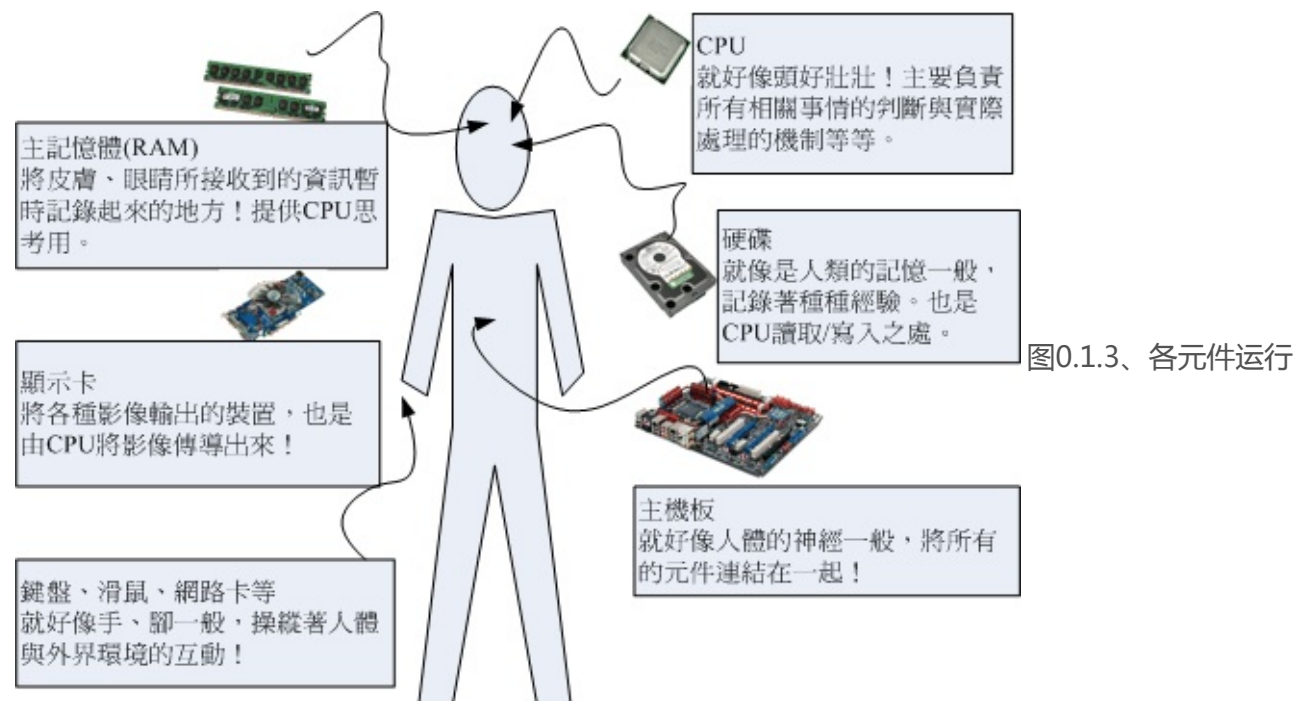 CPU
就好像頭好壯壯！主要負責
所有相關事情的判斷與實際
處理的機制等等。
主記憶體(RAM)
將皮膚、眼睛所接收到的資訊暫
時記錄起來的地方！提供CPU思
考用。
硬碟
就像是人類的記憶一般，
記錄著種種經驗。也是
CPU讀取/寫入之處。
图0.1.3、各元件运行
顯示卡
將各種影像輸出的裝置，也是
由CPU將影像傳導出來！
主機板
就好像人體的神經一般，將所有
的元件連結在一起！
鍵盤、滑鼠、網路卡等
就好像手、腳一般，操縱著人體
與外界環境的互動！